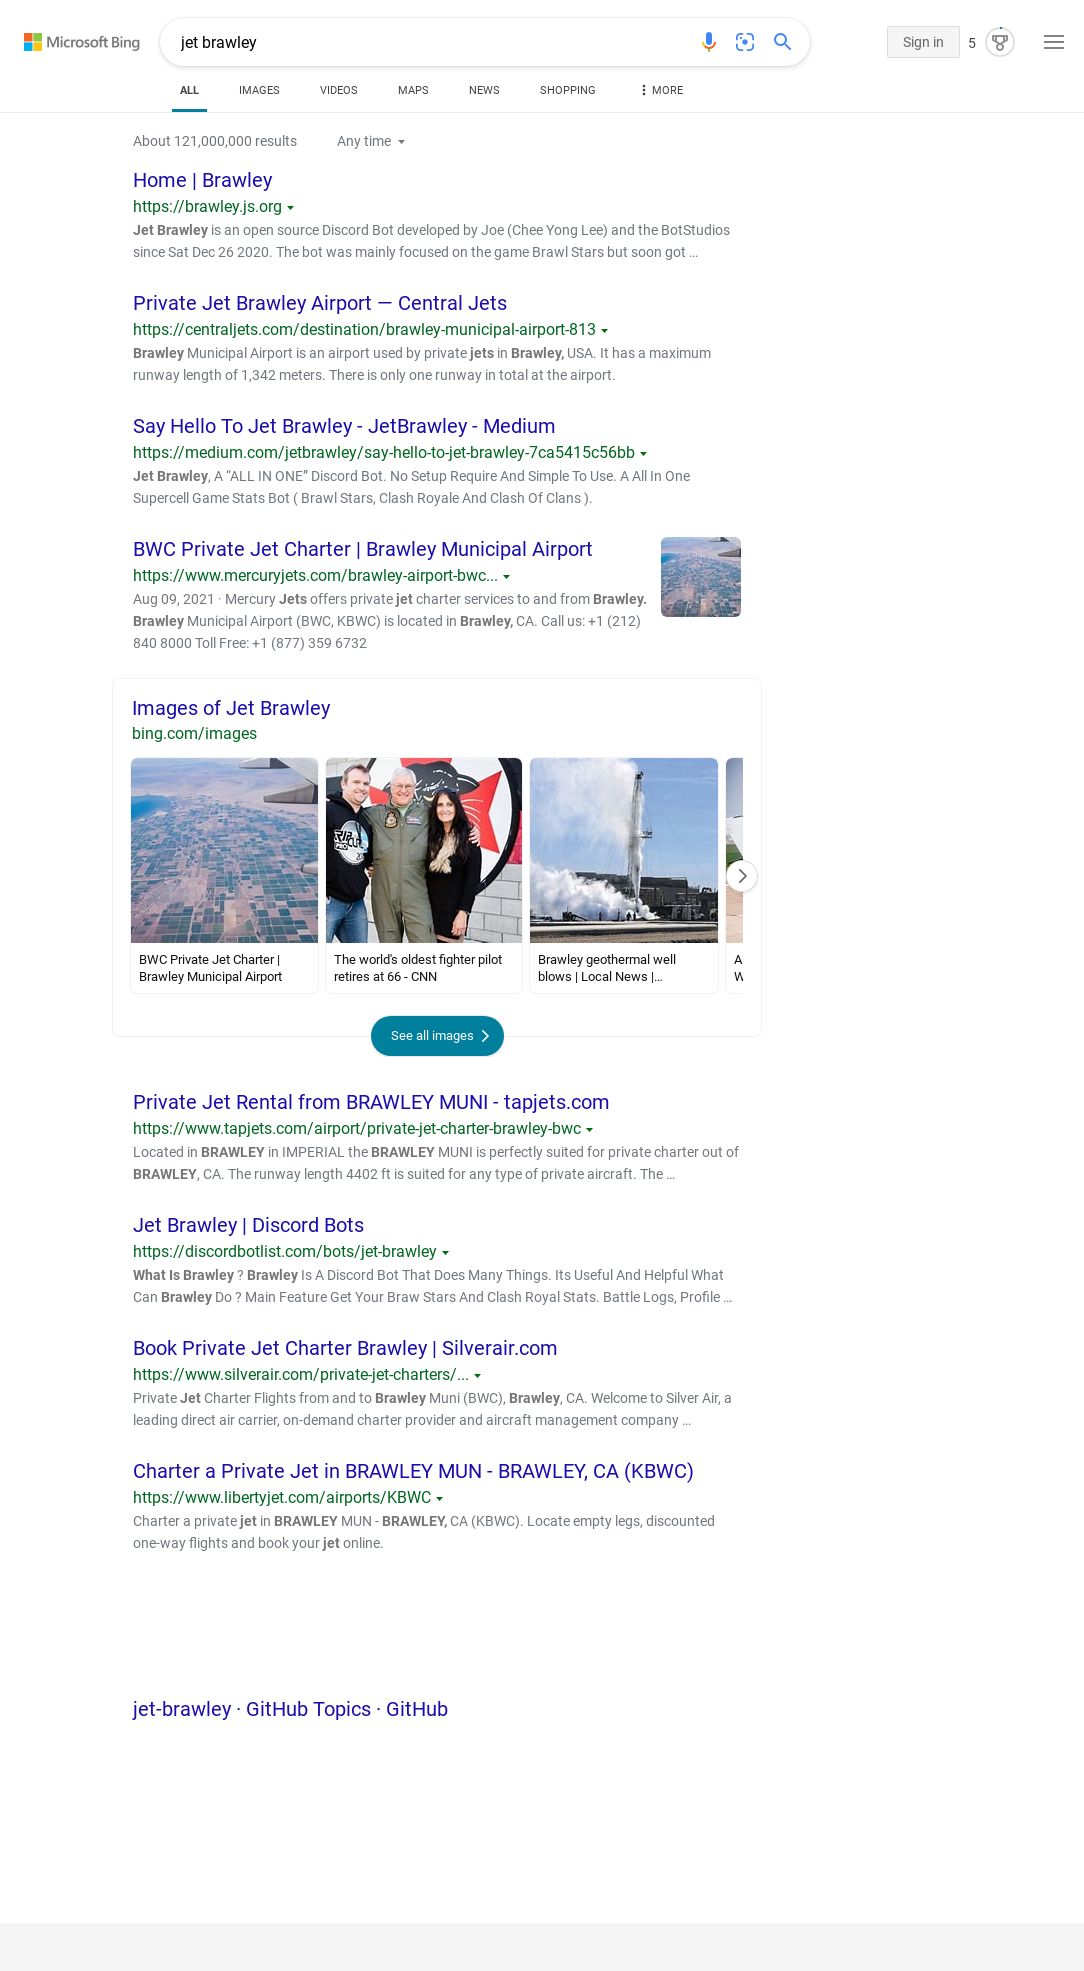 Microsoft Bing
jet brawley
Sign in
5
ALL
IMAGES
VIDEOS
MAPS
NEWS
SHOPPING
MORE
About 121,000,000 results
Any time
Home | Brawley
https://brawley.js.org
Jet Brawley is an open source Discord Bot developed by Joe (Chee Yong Lee) and the BotStudios
since Sat Dec 26 2020. The bot was mainly focused on the game Brawl Stars but soon got …
Private Jet Brawley Airport — Central Jets
https://centraljets.com/destination/brawley-municipal-airport-813
Brawley Municipal Airport is an airport used by private jets in Brawley, USA. It has a maximum
runway length of 1,342 meters. There is only one runway in total at the airport.
Say Hello To Jet Brawley - JetBrawley - Medium
https://medium.com/jetbrawley/say-hello-to-jet-brawley-7ca5415c56bb
Jet Brawley, A “ALL IN ONE” Discord Bot. No Setup Require And Simple To Use. A All In One
Supercell Game Stats Bot ( Brawl Stars, Clash Royale And Clash Of Clans ).
BWC Private Jet Charter | Brawley Municipal Airport
https://www.mercuryjets.com/brawley-airport-bwc...
Aug 09, 2021 · Mercury Jets offers private jet charter services to and from Brawley.
Brawley Municipal Airport (BWC, KBWC) is located in Brawley, CA. Call us: +1 (212)
840 8000 Toll Free: +1 (877) 359 6732
Images of Jet Brawley
bing.com/images
RIP CURL
BWC Private Jet Charter |
Brawley Municipal Airport
The world's oldest fighter pilot
retires at 66 - CNN
Brawley geothermal well
blows | Local News |...
A
W
See all images
Private Jet Rental from BRAWLEY MUNI - tapjets.com
https://www.tapjets.com/airport/private-jet-charter-brawley-bwc
Located in BRAWLEY in IMPERIAL the BRAWLEY MUNI is perfectly suited for private charter out of
BRAWLEY, CA. The runway length 4402 ft is suited for any type of private aircraft. The …
Jet Brawley | Discord Bots
https://discordbotlist.com/bots/jet-brawley
What Is Brawley ? Brawley Is A Discord Bot That Does Many Things. Its Useful And Helpful What
Can Brawley Do ? Main Feature Get Your Braw Stars And Clash Royal Stats. Battle Logs, Profile …
Book Private Jet Charter Brawley | Silverair.com
https://www.silverair.com/private-jet-charters/...
Private Jet Charter Flights from and to Brawley Muni (BWC), Brawley, CA. Welcome to Silver Air, a
leading direct air carrier, on-demand charter provider and aircraft management company …
Charter a Private Jet in BRAWLEY MUN - BRAWLEY, CA (KBWC)
https://www.libertyjet.com/airports/KBWC
Charter a private jet in BRAWLEY MUN - BRAWLEY, CA (KBWC). Locate empty legs, discounted
one-way flights and book your jet online.
jet-brawley · GitHub Topics · GitHub